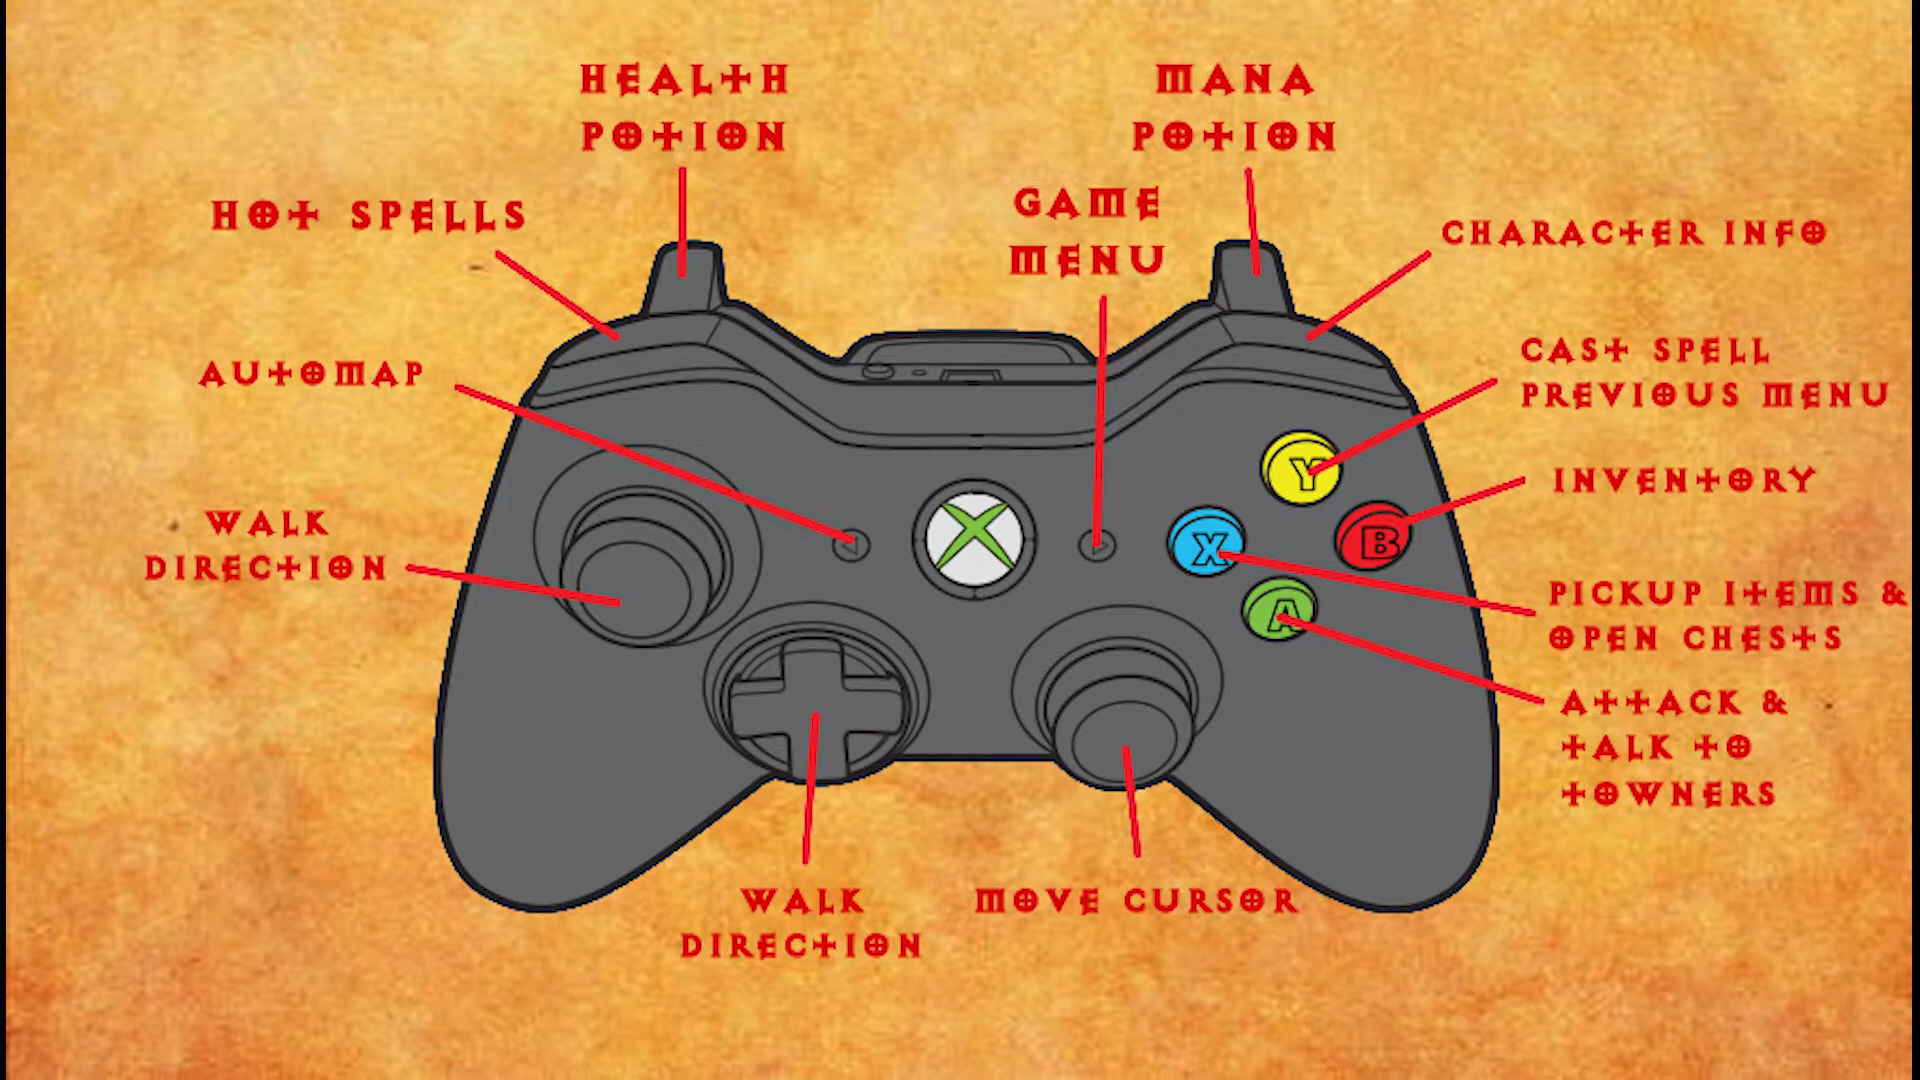 HEALTH
POTION
MANA
POTION
GAME
MENU
HOT SPELLS
CHARACTER INFO
AUTOMAP
CAST SPELL
PREVIOUS MENU
INVENTORY
WALK
DIRECTION
Y
B
X
A
PICKUP ITEMS &
OPEN CHESTS
ATTACK &
TALK TO
TOWNERS
WALK
DIRECTION
MOVE CURSOR